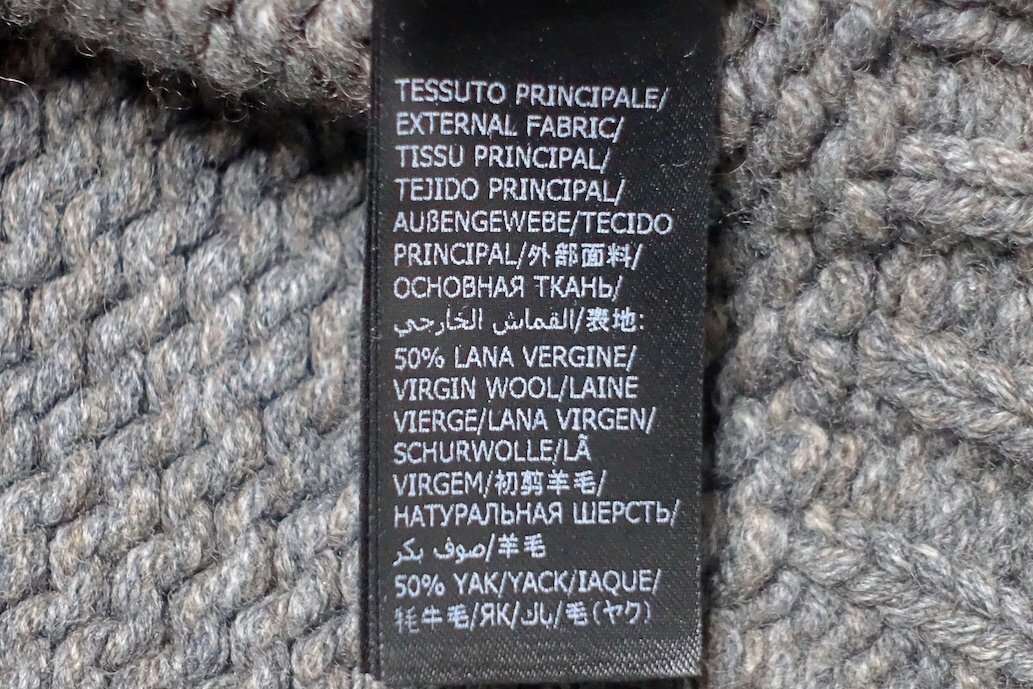 TESSUTO PRINCIPALE/
EXTERNAL FABRIC/
TISSU PRINCIPAL/
TEJIDO PRINCIPAL/
AUßENGEWEBE/TECIDO
PRINCIPAL/外部面料/
ОСНОВНАЯ ТКАНЬ/
القماش الخارجي/表地:
50% LANA VERGINE/
VIRGIN WOOL/LAINE
VIERGE/LANA VIRGEN/
SCHURWOLLE/LÃ
VIRGEM/初剪羊毛/
НАТУРАЛЬНАЯ ШЕРСТЬ/
صوف بكر/羊毛
50% YAK/YACK/IAQUE/
牦牛毛/ЯК/ياك/毛(ヤク)